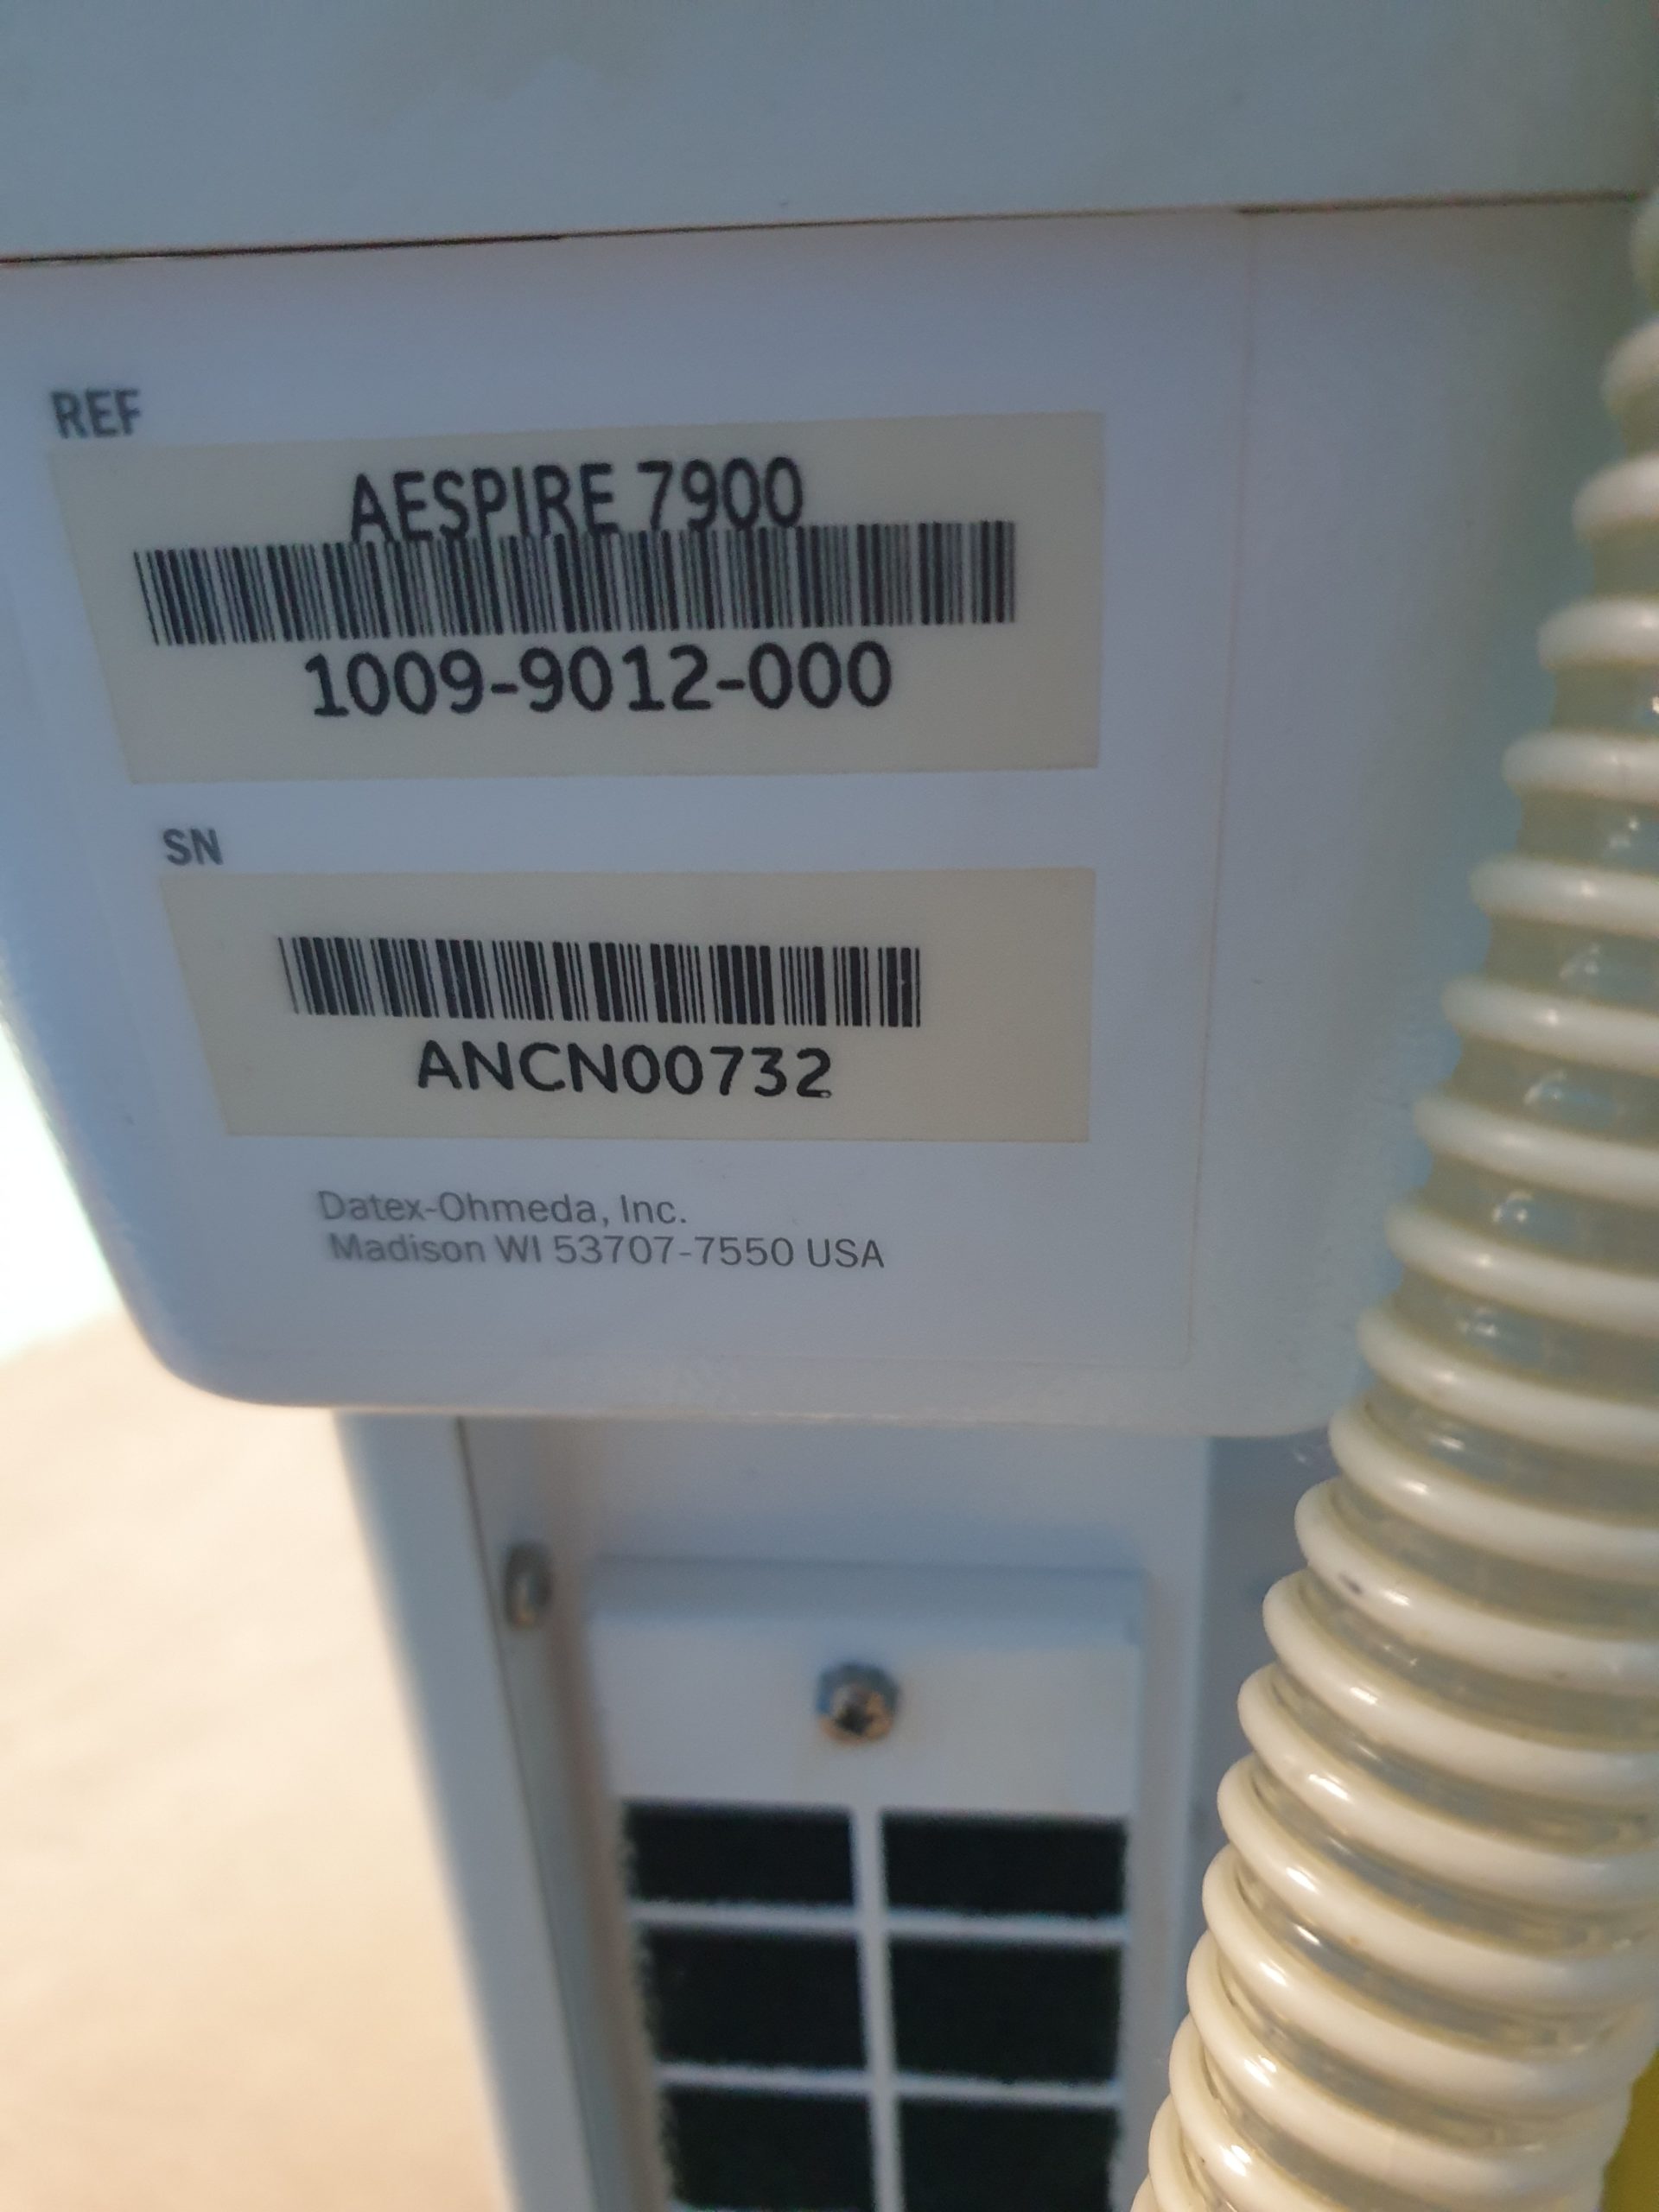 REF
AESPIRE 7900
1009-9012-000
SN
ANCN00732
Datex-Ohmeda, Inc.
Madison WI 53707-7550 USA